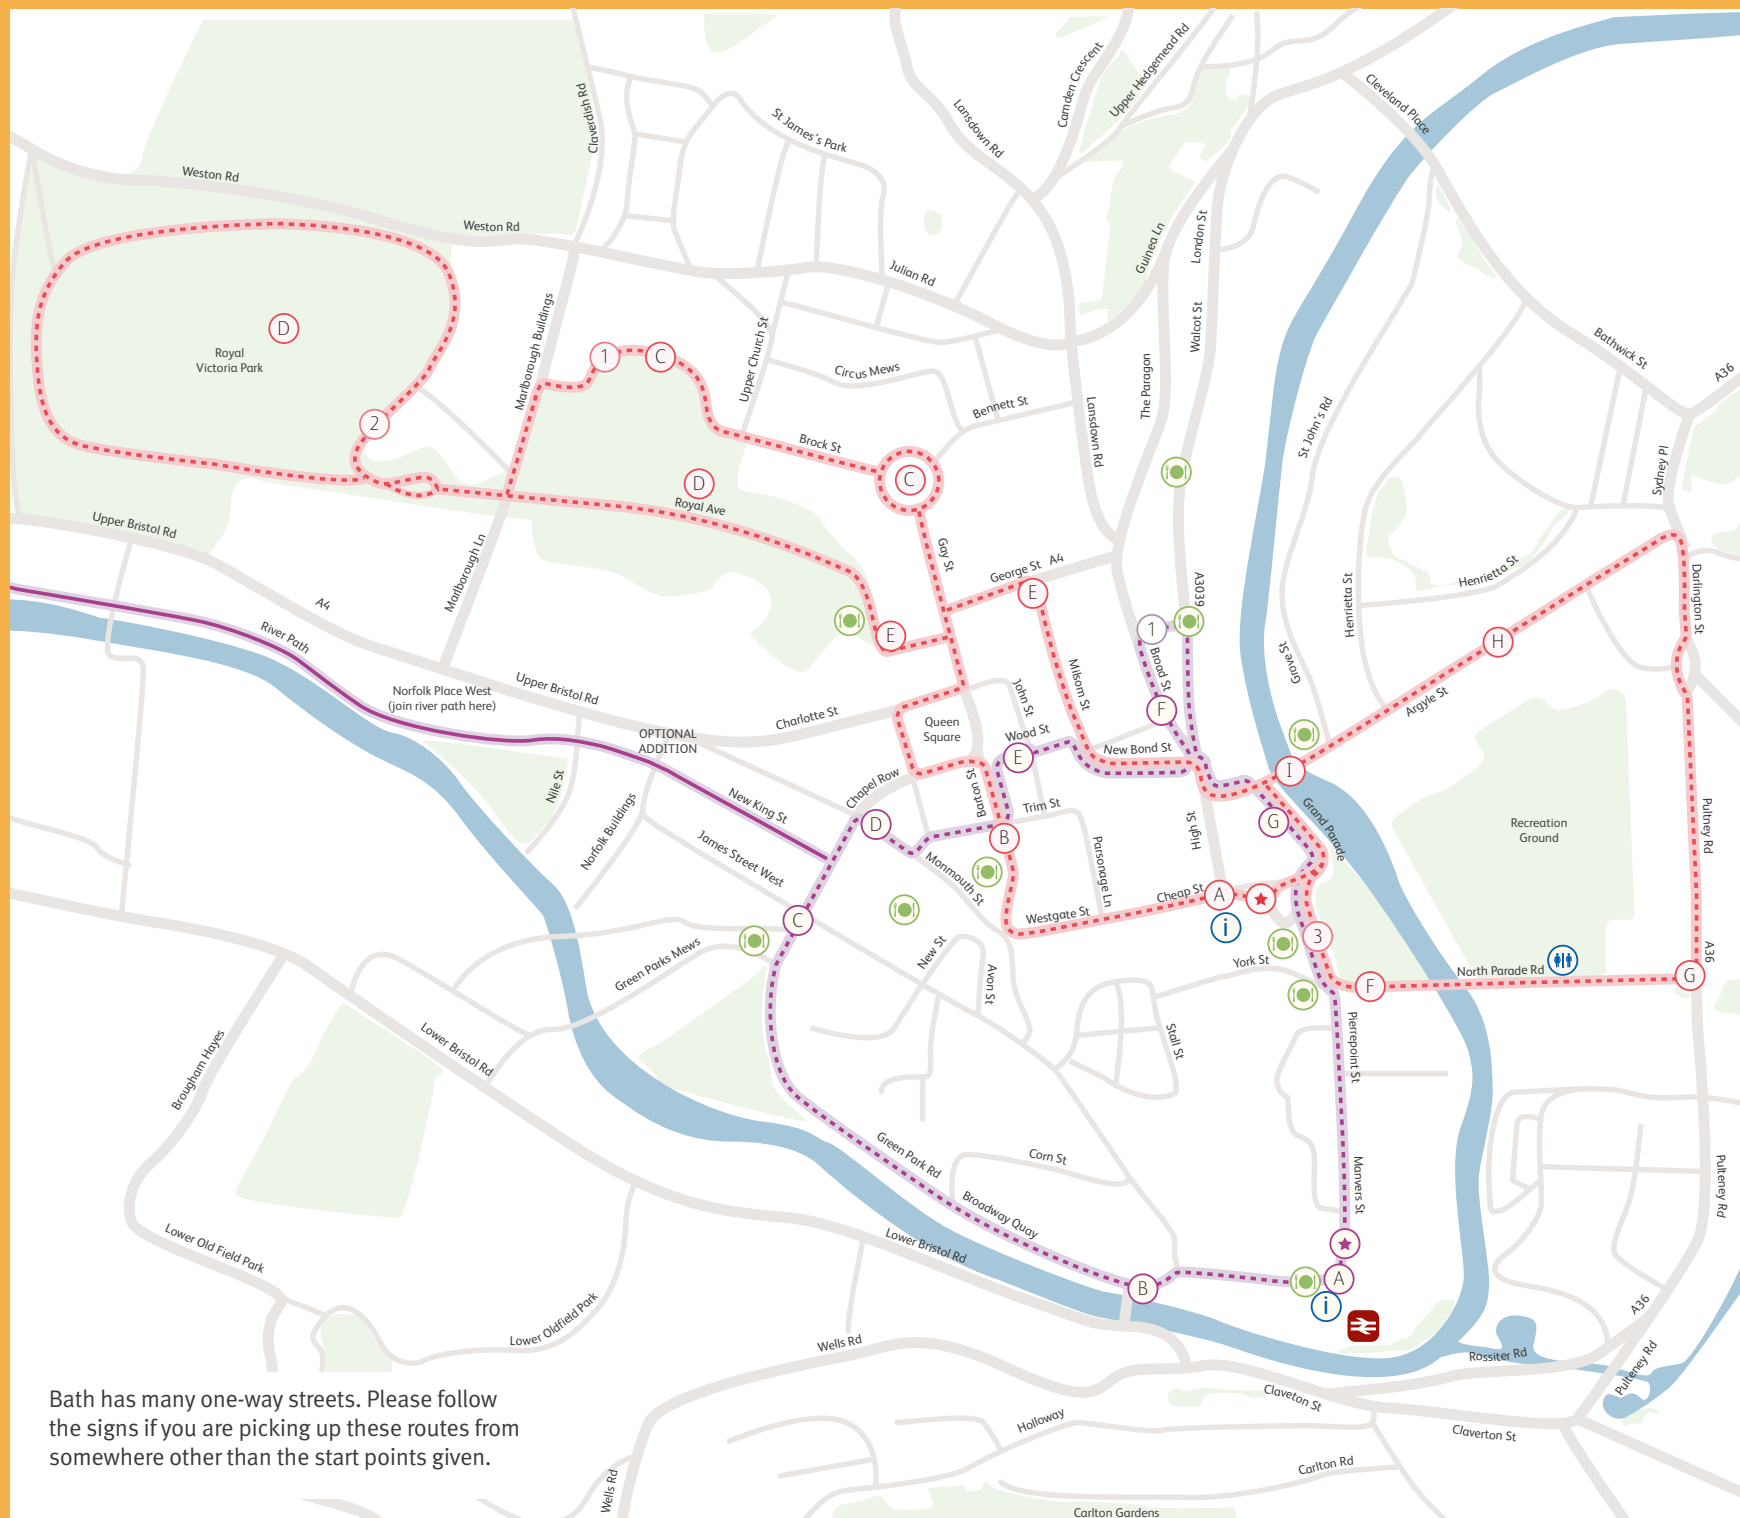 Claverdish Rd
Lansdown Rd
Camden Crescent
Upper Hedgemead Rd
Cleveland Place
St James's Park
Weston Rd
Weston Rd
Julian Rd
Guinea Ln
London St
Walcot St
Bathwick St
A36
D
Royal
Victoria Park
Marlborough Buildings
1
C
Upper Church St
Circus Mews
Bennett St
The Paragon
Lansdown Rd
St John's Rd
Sydney Pl
2
Brock St
C
D
Royal Ave
Upper Bristol Rd
Marlborough Ln
Gay St
George St
A4
E
A3039
Henrietta St
Henrietta St
Darlington St
A4
River Path
E
1
Broad St
Grove St
H
Norfolk Place West
(join river path here)
Upper Bristol Rd
Charlotte St
John St
Milsom St
F
Argyle St
OPTIONAL
ADDITION
Queen
Square
Wood St
E
New Bond St
I
Nile St
New King St
Chapel Row
Barton St
Trim St
High St
G
Grand Parade
Recreation
Ground
Pultney Rd
Norfolk Buildings
James Street West
D
B
Monmouth St
Parsonage Ln
Cheap St
A
C
Westgate St
i
3
A36
Green Parks Mews
New St
Avon St
York St
F
North Parade Rd
G
Brougham Hayes
Lower Bristol Rd
Stall St
Pierrepoint St
Green Park Rd
Corn St
Manvers St
Pulteney Rd
Lower Old Field Park
Broadway Quay
Lower Bristol Rd
B
A
i
Lower Oldfield Park
Wells Rd
Rossiter Rd
A36
Pulteney Rd
Claveton St
Claverton St
Holloway
Carlton Rd
Wells Rd
Carlton Gardens
Bath has many one-way streets. Please follow
the signs if you are picking up these routes from
somewhere other than the start points given.